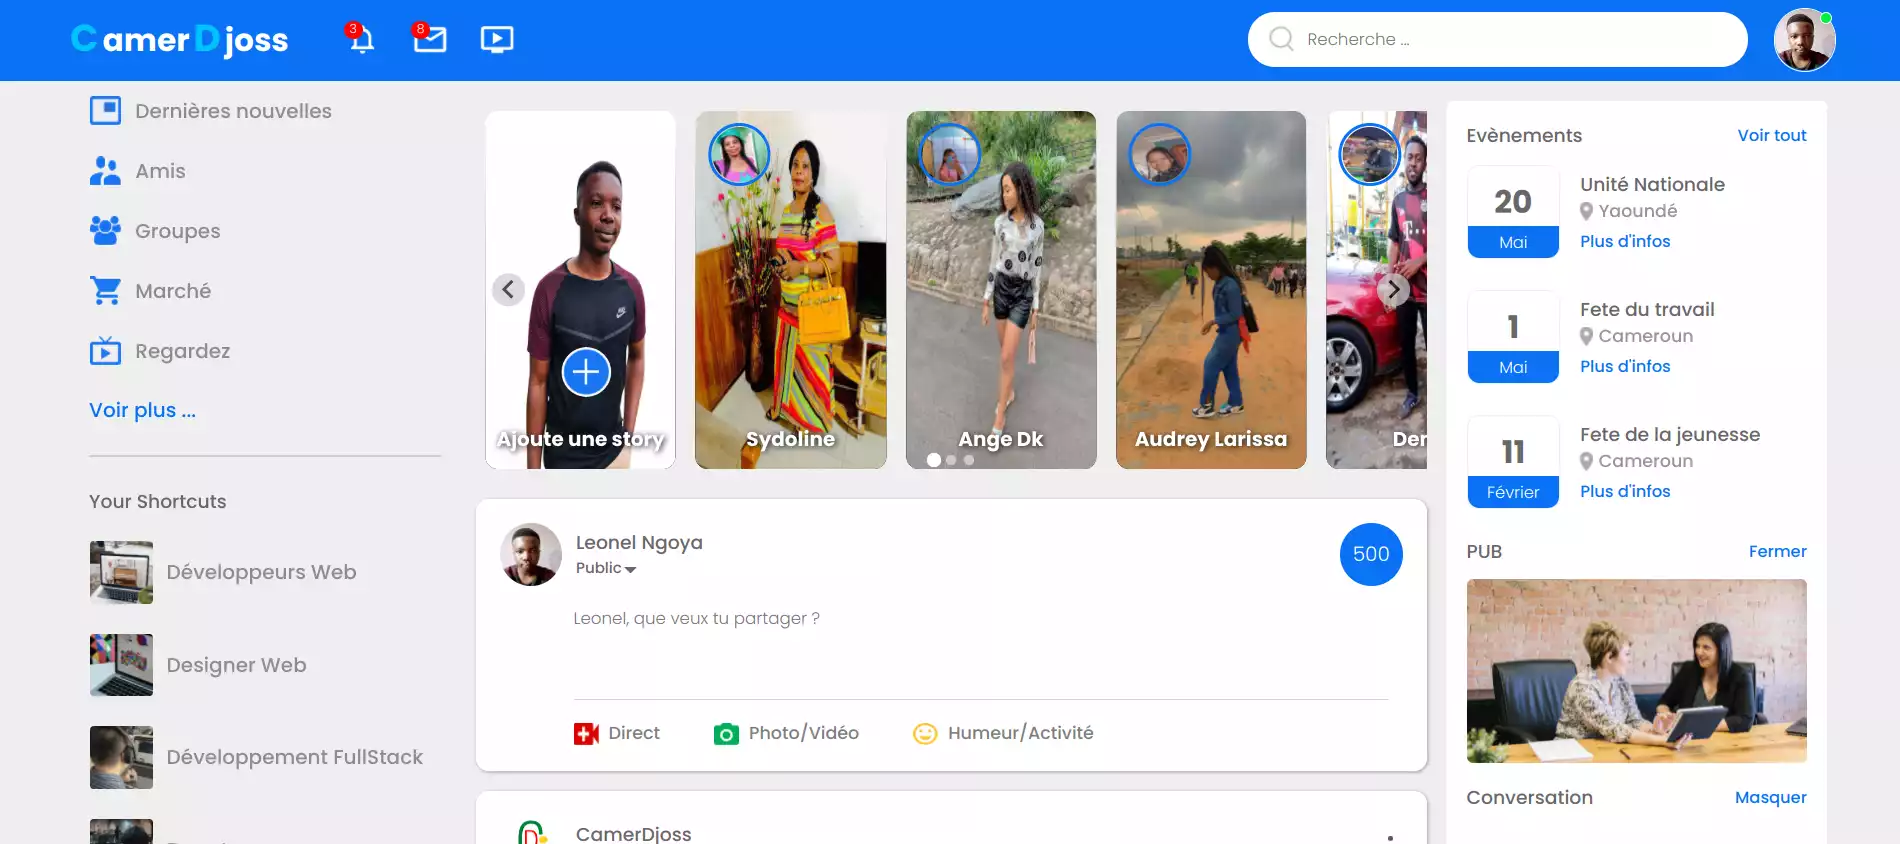 CamerDjoss
3
8
Recherche ...
Dernières nouvelles
Amis
Groupes
Marché
Regardez
Voir plus ...
Your Shortcuts
Développeurs Web
Designer Web
Développement FullStack
Ajoute une story
Sydoline
Ange Dk
Audrey Larissa
Leonel Ngoya
Public
500
Leonel, que veux tu partager ?
Direct
Photo/Vidéo
Humeur/Activité
CamerDjoss
Evènements
Voir tout
20
Mai
Unité Nationale
Yaoundé
Plus d'infos
1
Mai
Fete du travail
Cameroun
Plus d'infos
11
Février
Fete de la jeunesse
Cameroun
Plus d'infos
PUB
Fermer
Conversation
Masquer